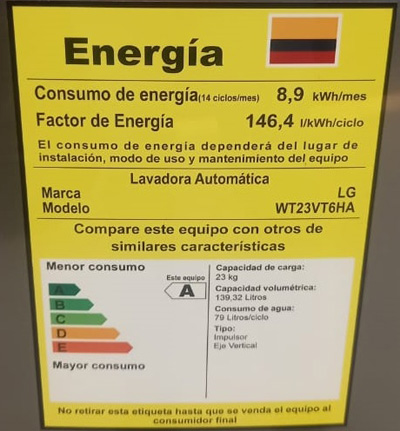 Energía
Consumo de energía(14 ciclos/mes) 8,9 kWh/mes
Factor de Energía 146,4 l/kWh/ciclo
El consumo de energía dependerá del lugar de
instalación, modo de uso y mantenimiento del equipo
Lavadora Automática
Marca LG
Modelo WT23VT6HA
Compare este equipo con otros de
similares características
Menor consumo
Este equipo
A
A
B
C
D
E
Mayor consumo
Capacidad de carga:
23 kg
Capacidad volumétrica:
139,32 Litros
Consumo de agua:
79 Litros/ciclo
Tipo:
Impulsor
Eje Vertical
No retirar esta etiqueta hasta que se venda el equipo al
consumidor final